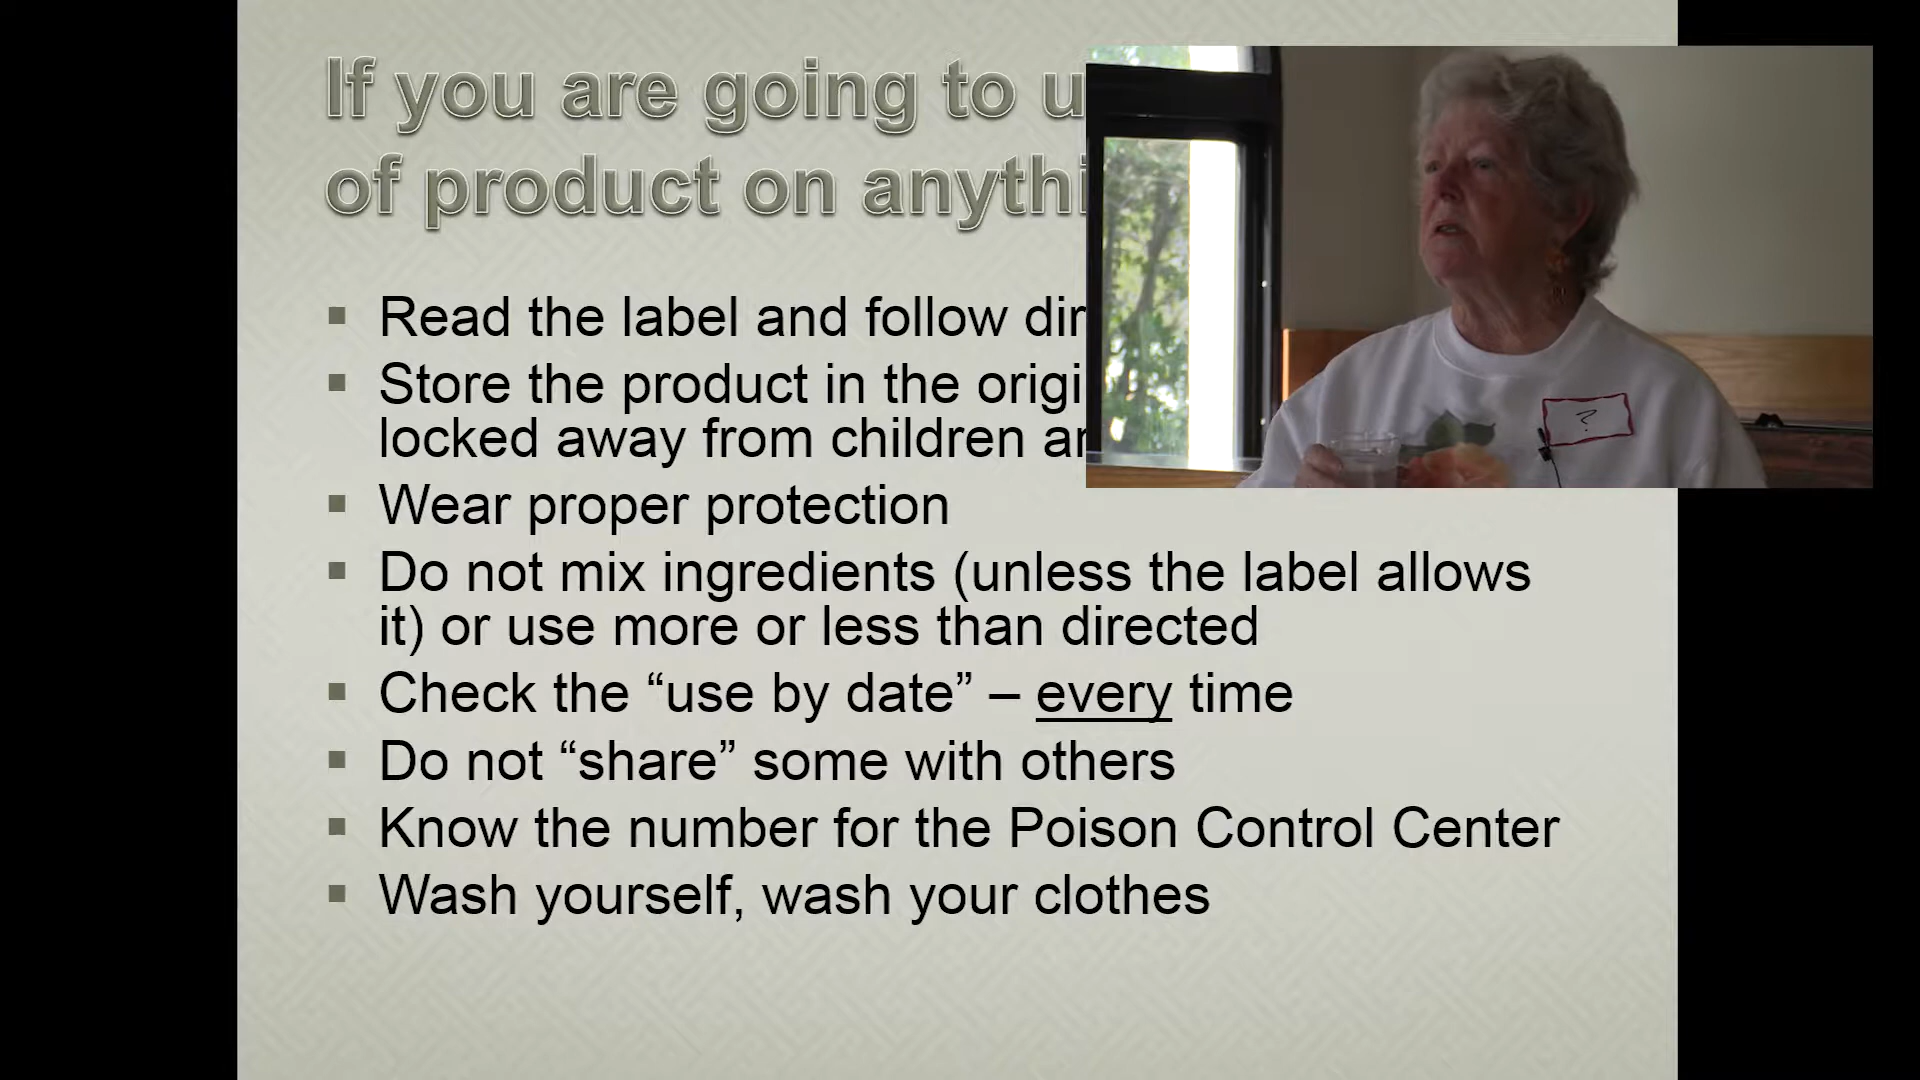 If you are going to u
of product on anythi
Read the label and follow dir
Store the product in the origi
locked away from children ar
Wear proper protection
Do not mix ingredients (unless the label allows
it) or use more or less than directed
Check the “use by date” – every time
Do not “share” some with others
Know the number for the Poison Control Center
Wash yourself, wash your clothes
?